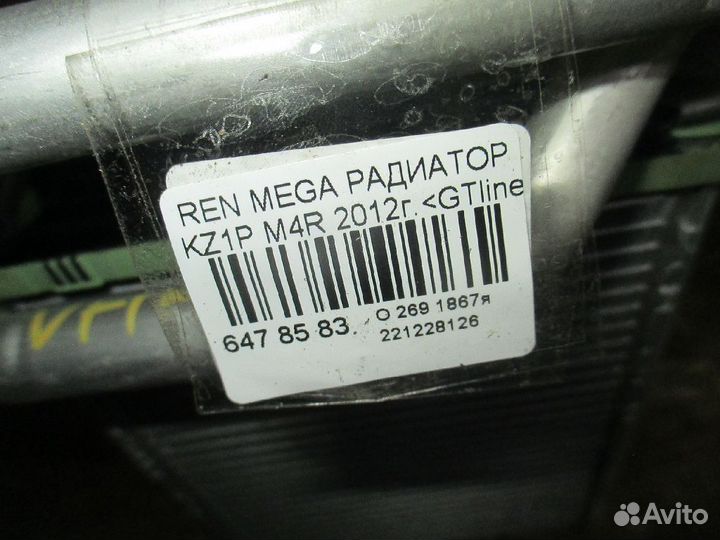 REN MEGA РАДИАТОР
KZ1P M4R 2012г.<GTline
647 85 83.
O 269 1867я
221228126
Avito